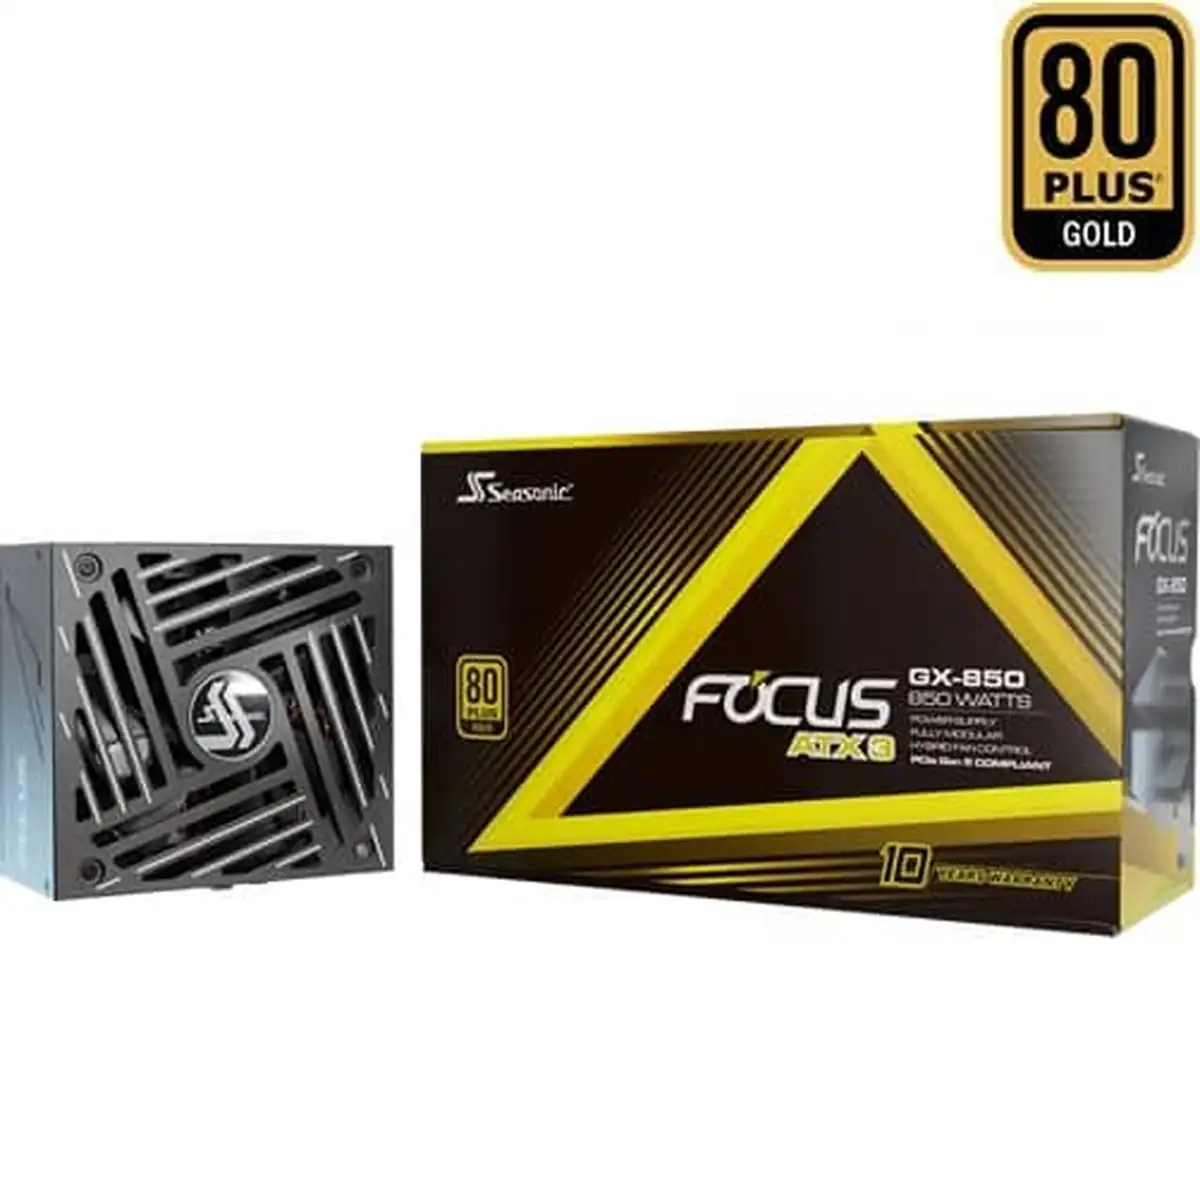 80
PLUS®
GOLD
Seasonic®
80
PLUS
GOLD
FOCUS
ATX 3
GX-850
850 WATTS
POWER SUPPLY
FULLY MODULAR
HYBRID FAN CONTROL
PCIe Gen 5 COMPLIANT
10 YEARS WARRANTY
Seasonic
FOCUS
GX-850